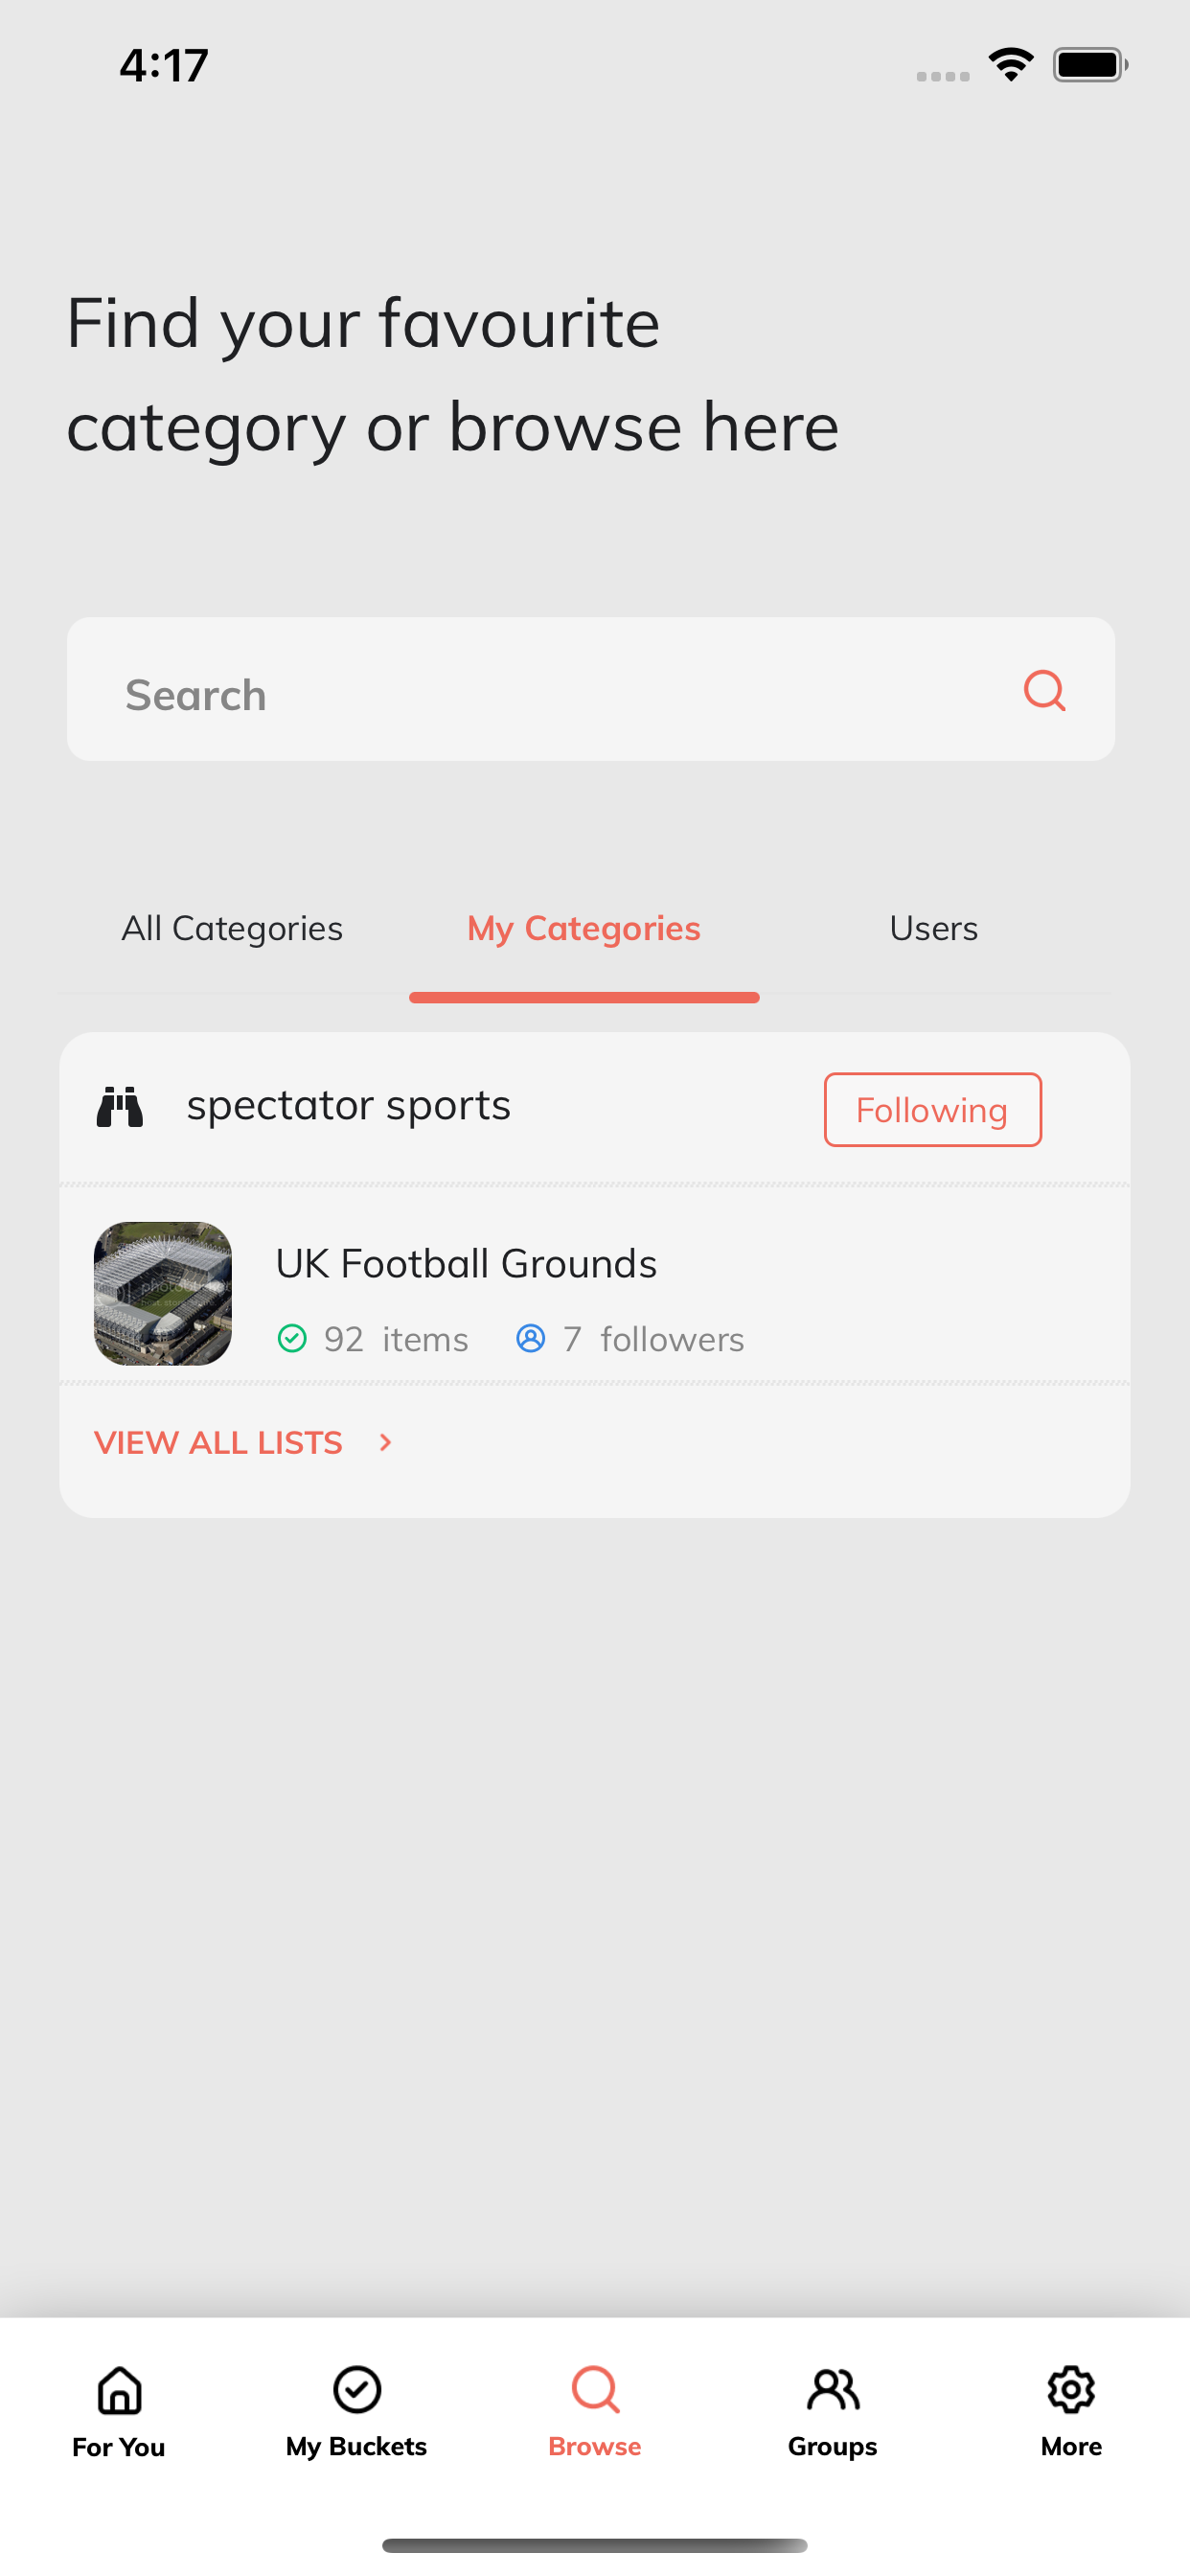 4:17
Find your favourite
category or browse here
Search
All Categories My Categories Users
spectator sports Following
UK Football Grounds
92 items 7 followers
VIEW ALL LISTS
For You My Buckets Browse Groups More